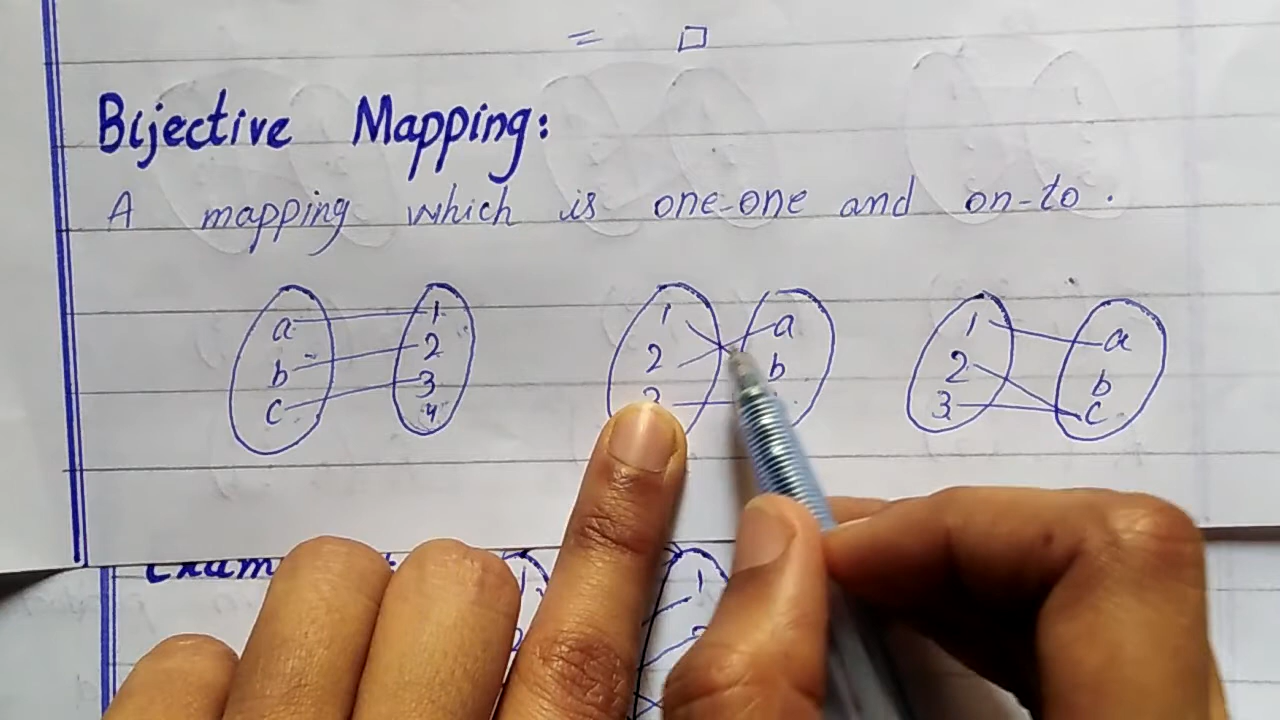 = □
Bijective Mapping:
A mapping which is one-one and on-to.
a 1 1 a 1 a
b 2 2 b 2 b
c 3 3 3 c
4